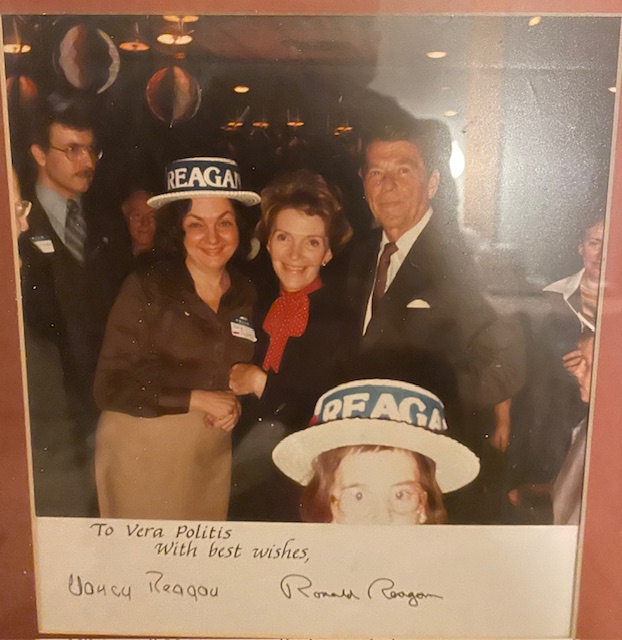 REAGAN
REAGA
To Vera Politis
With best wishes,
Nancy Reagan
Ronald Reagan